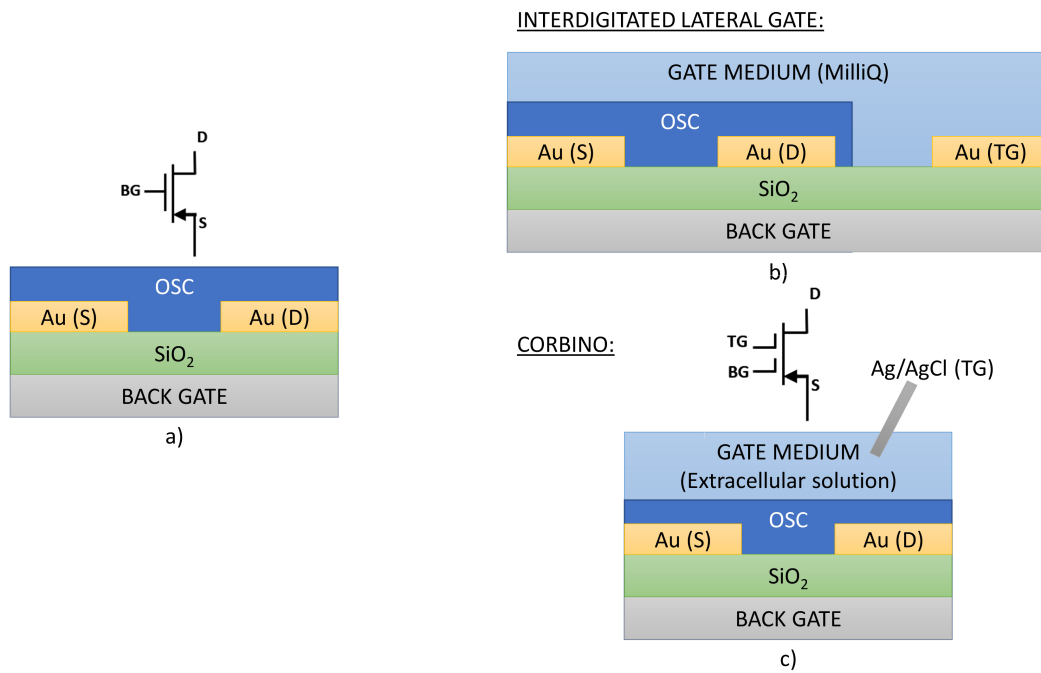 D
BG
S
OSC
Au (S)
Au (D)
SiO2
BACK GATE
a)
INTERDIGITATED LATERAL GATE:
GATE MEDIUM (MilliQ)
OSC
Au (S)
Au (D)
Au (TG)
SiO2
BACK GATE
b)
CORBINO:
D
TG
BG
S
Ag/AgCl (TG)
GATE MEDIUM
(Extracellular solution)
OSC
Au (S)
Au (D)
SiO2
BACK GATE
c)